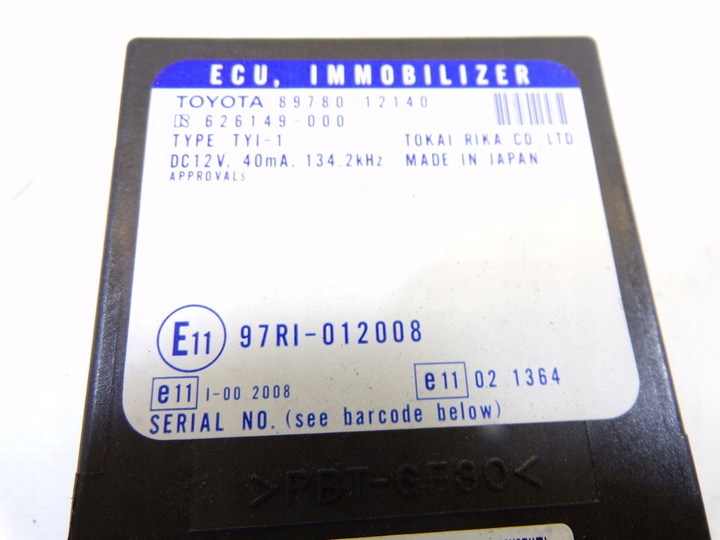 ECU, IMMOBILIZER
TOYOTA 89780-12140
626149-000
TYPE TYI-1 TOKAI RIKA CO. LTD
DC12V, 40mA, 134.2kHz MADE IN JAPAN
APPROVALs
E11 97RI-012008
e11 I-00 2008 e11 02 1364
SERIAL NO. (see barcode below)
>PBT-GF30<